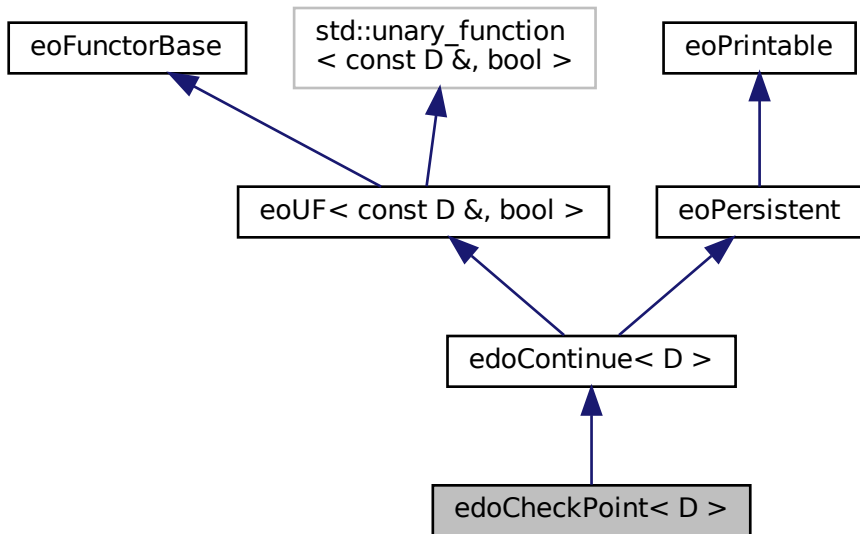 eoFunctorBase
std::unary_function
< const D &, bool >
eoPrintable
eoUF< const D &, bool >
eoPersistent
edoContinue< D >
edoCheckPoint< D >